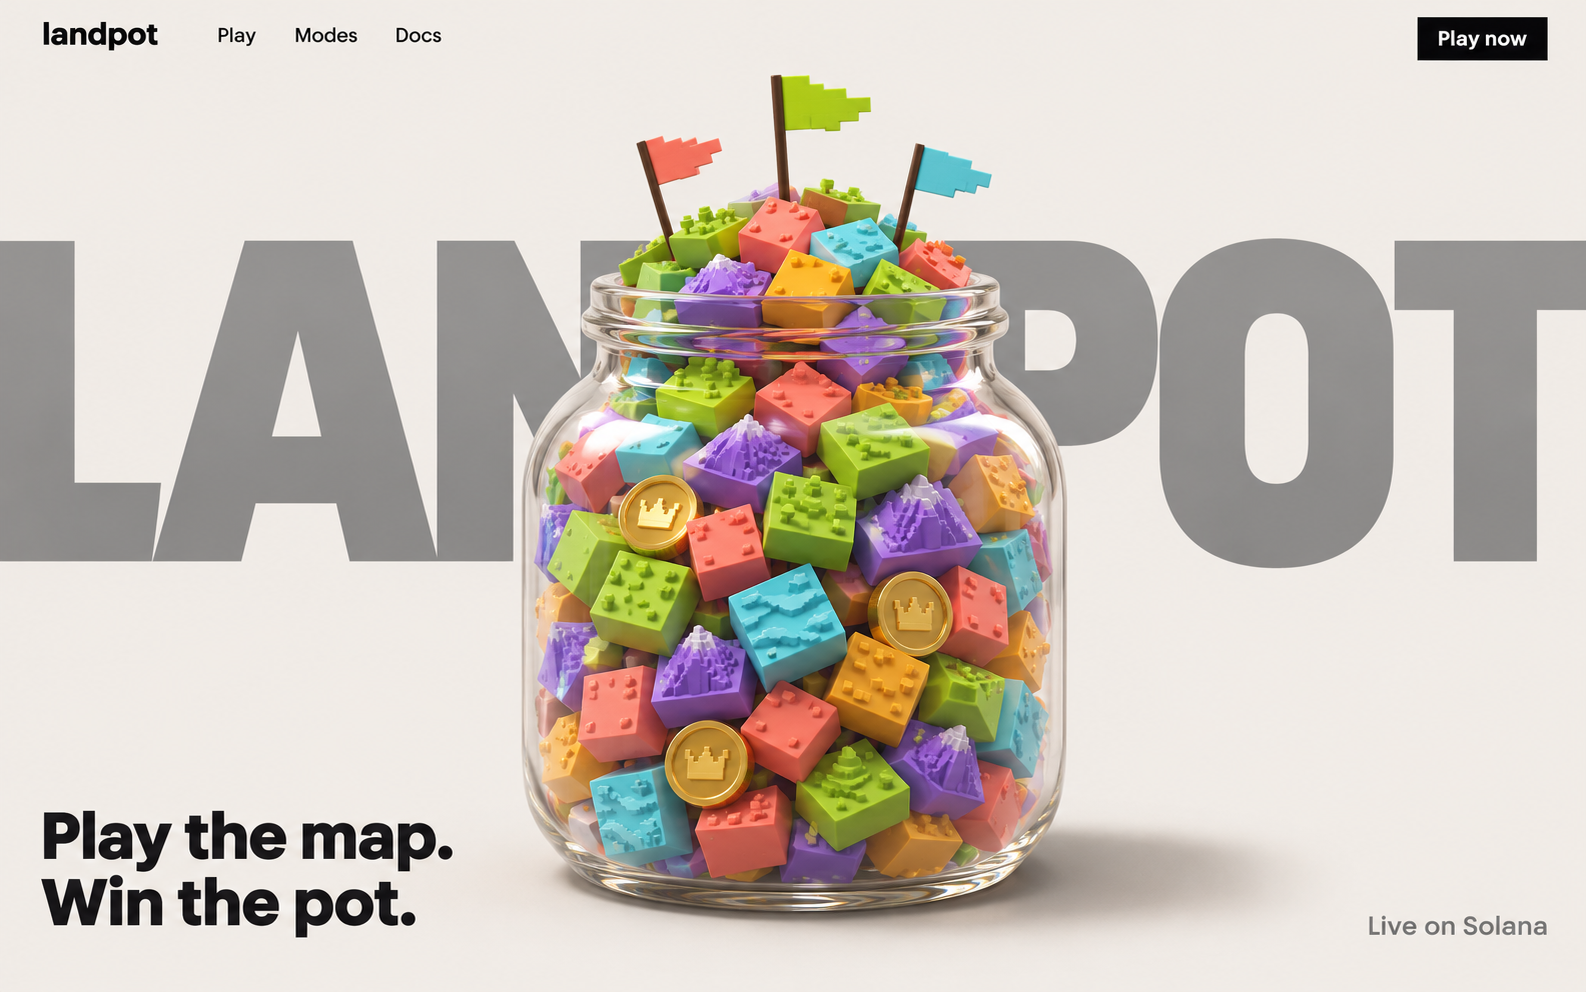 landpot
Play
Modes
Docs
Play now
LANDPOT
Play the map.
Win the pot.
Live on Solana